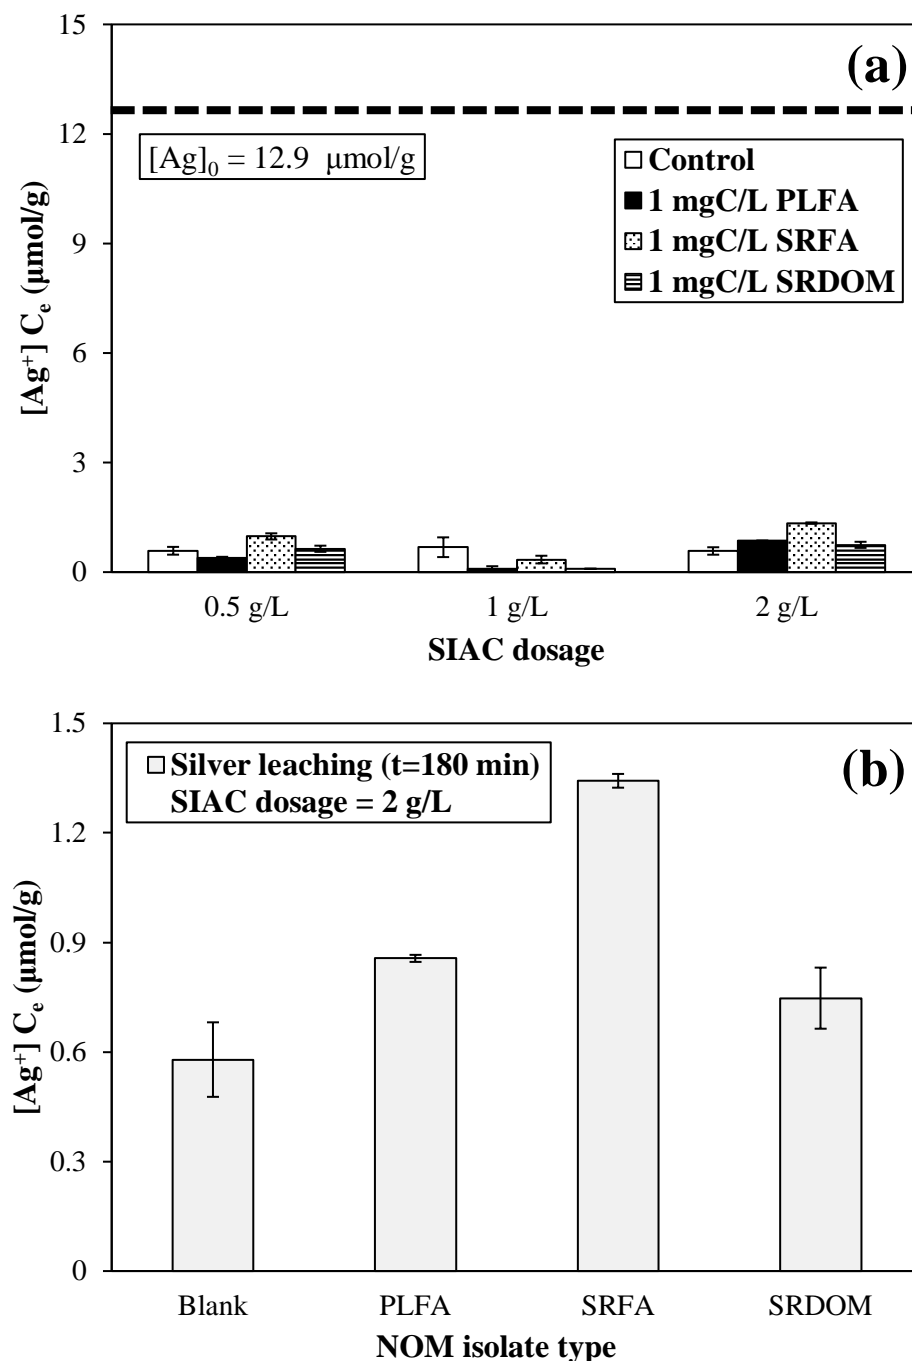 15
(a)
12
[Ag]₀ = 12.9 μmol/g
Control
1 mgC/L PLFA
1 mgC/L SRFA
1 mgC/L SRDOM
9
6
3
0
[Ag⁺] Cₑ (μmol/g)
0.5 g/L
1 g/L
2 g/L
SIAC dosage
1.5
Silver leaching (t=180 min)
SIAC dosage = 2 g/L
(b)
1.2
0.9
0.6
0.3
0
[Ag⁺] Cₑ (μmol/g)
Blank
PLFA
SRFA
SRDOM
NOM isolate type